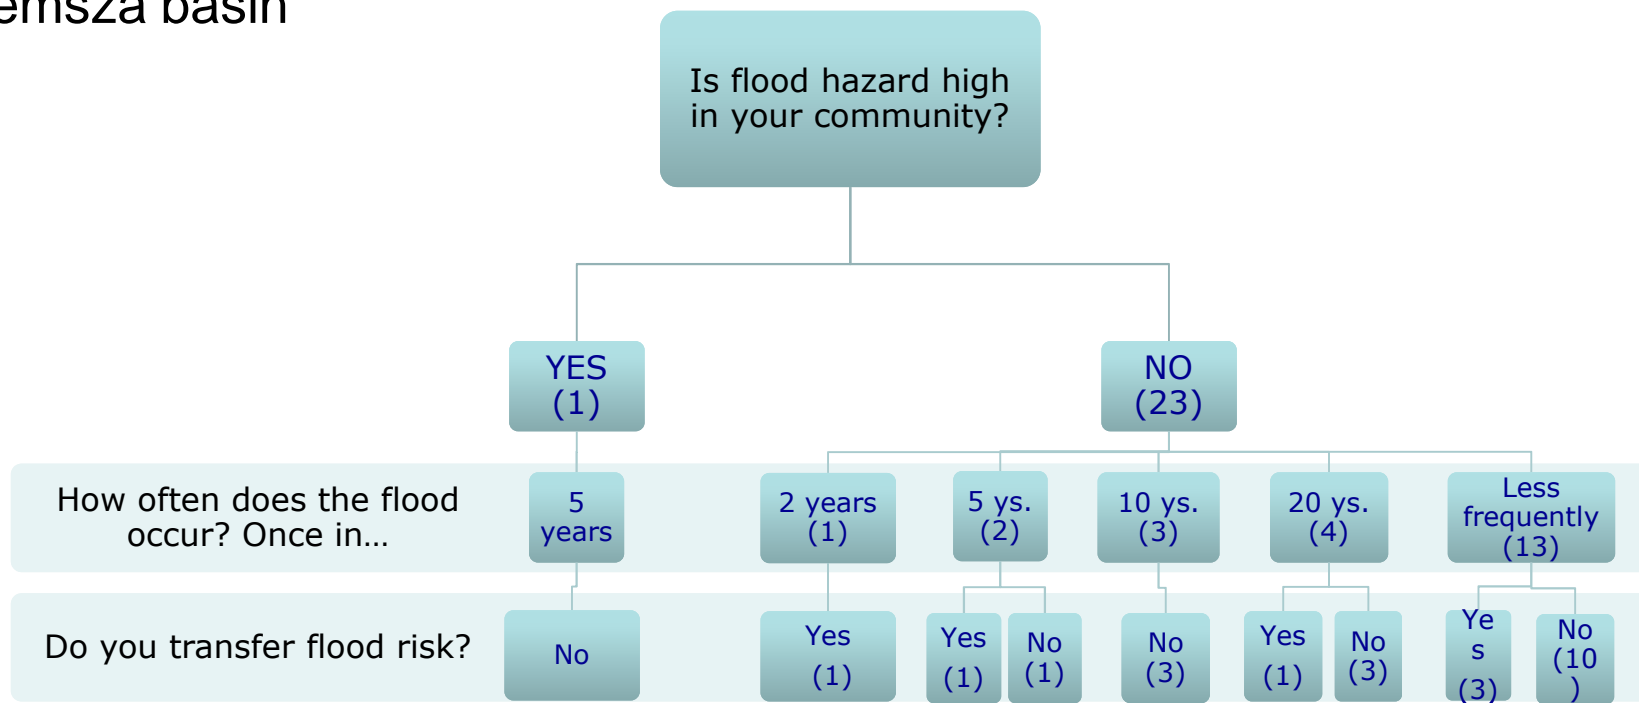 emsza basin
Is flood hazard high
in your community?
YES
(1)
NO
(23)
How often does the flood
occur? Once in…
5
years
2 years
(1)
5 ys.
(2)
10 ys.
(3)
20 ys.
(4)
Less
frequently
(13)
Do you transfer flood risk?
No
Yes
(1)
Yes
(1)
No
(1)
No
(3)
Yes
(1)
No
(3)
Ye
s
(3)
No
(10
)